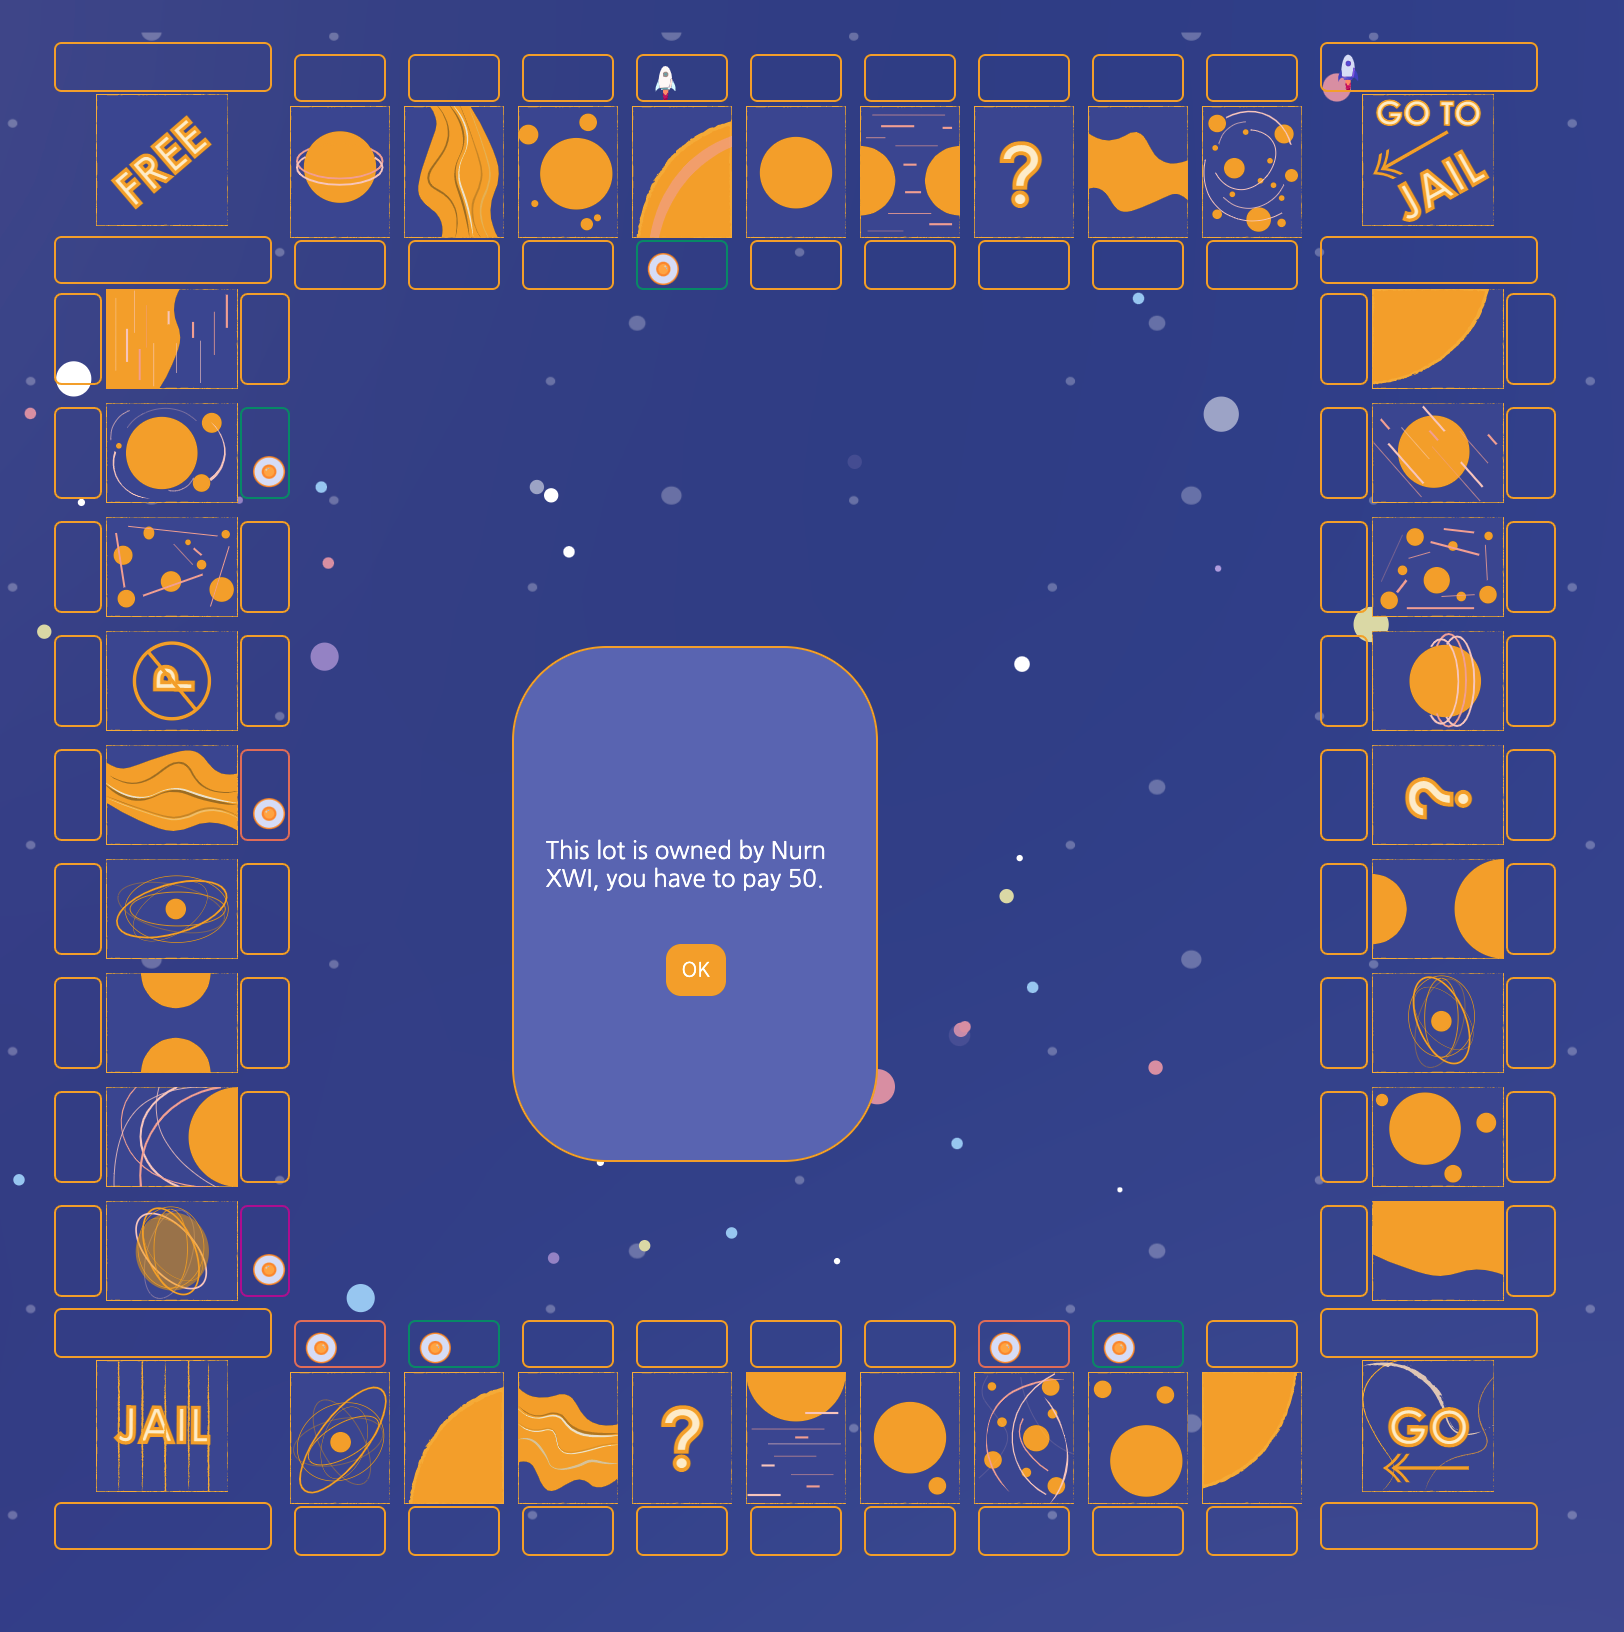 FREE
?
GO TO
JAIL
P
?
This lot is owned by Nurn
XWI, you have to pay 50.
OK
JAIL
?
GO